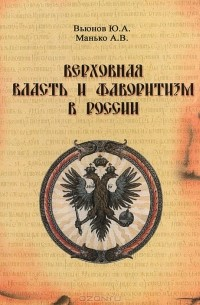 Вьюнов Ю.А.
Манько А.В.
ВЕРХОВНАЯ
ВЛАСТЬ И ФАВОРИТИЗМ
В РОССИИ